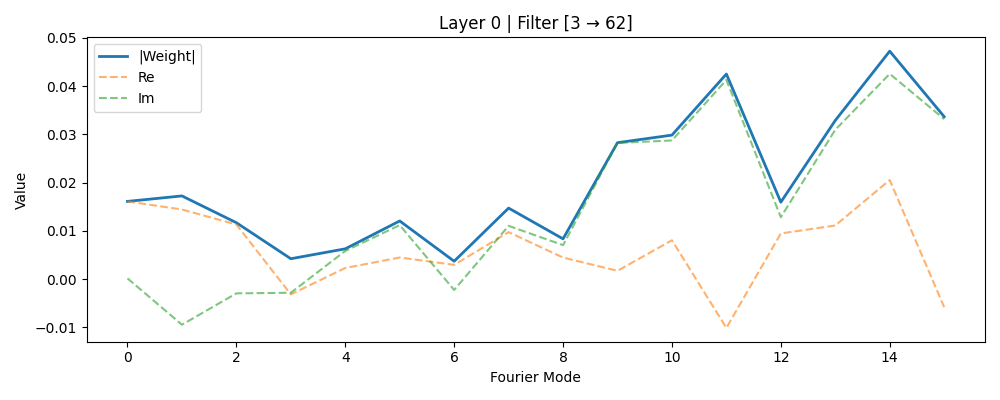 Layer 0 | Filter [3 → 62]
|Weight|
Re
Im
Value
0.05
0.04
0.03
0.02
0.01
0.00
−0.01
0 2 4 6 8 10 12 14
Fourier Mode